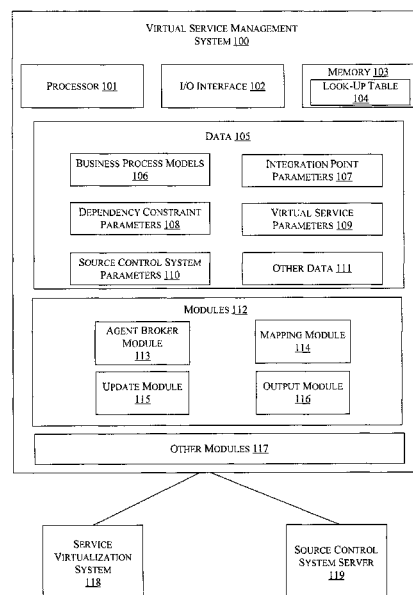 VIRTUAL SERVICE MANAGEMENT
SYSTEM 100
PROCESSOR 101
I/O INTERFACE 102
MEMORY 103
LOOK-UP TABLE
104
DATA 105
BUSINESS PROCESS MODELS
106
INTEGRATION POINT
PARAMETERS 107
DEPENDENCY CONSTRAINT
PARAMETERS 108
VIRTUAL SERVICE
PARAMETERS 109
SOURCE CONTROL SYSTEM
PARAMETERS 110
OTHER DATA 111
MODULES 112
AGENT BROKER
MODULE
113
MAPPING MODULE
114
UPDATE MODULE
115
OUTPUT MODULE
116
OTHER MODULES 117
SERVICE
VIRTUALIZATION
SYSTEM
118
SOURCE CONTROL
SYSTEM SERVER
119